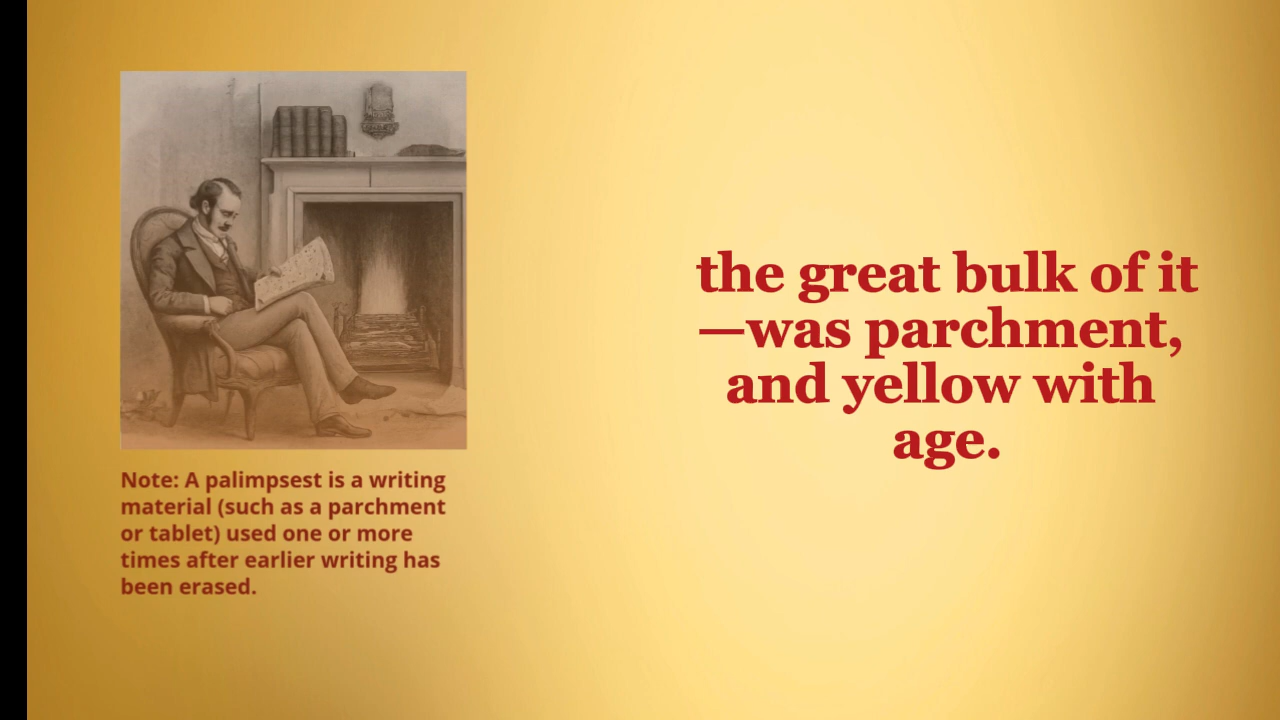 Note: A palimpsest is a writing
material (such as a parchment
or tablet) used one or more
times after earlier writing has
been erased.
the great bulk of it
—was parchment,
and yellow with
age.